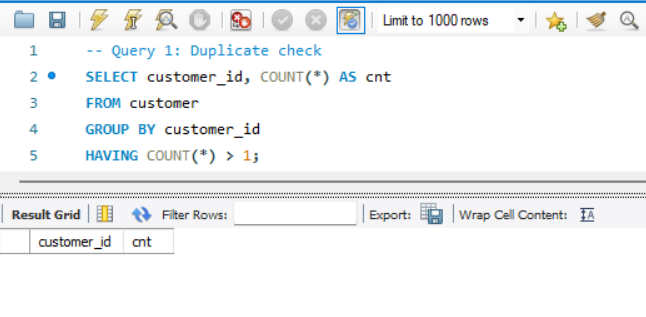 Limit to 1000 rows
1 -- Query 1: Duplicate check
2 SELECT customer_id, COUNT(*) AS cnt
3 FROM customer
4 GROUP BY customer_id
5 HAVING COUNT(*) > 1;
Result Grid Filter Rows: Export: Wrap Cell Content: IA
customer_id cnt